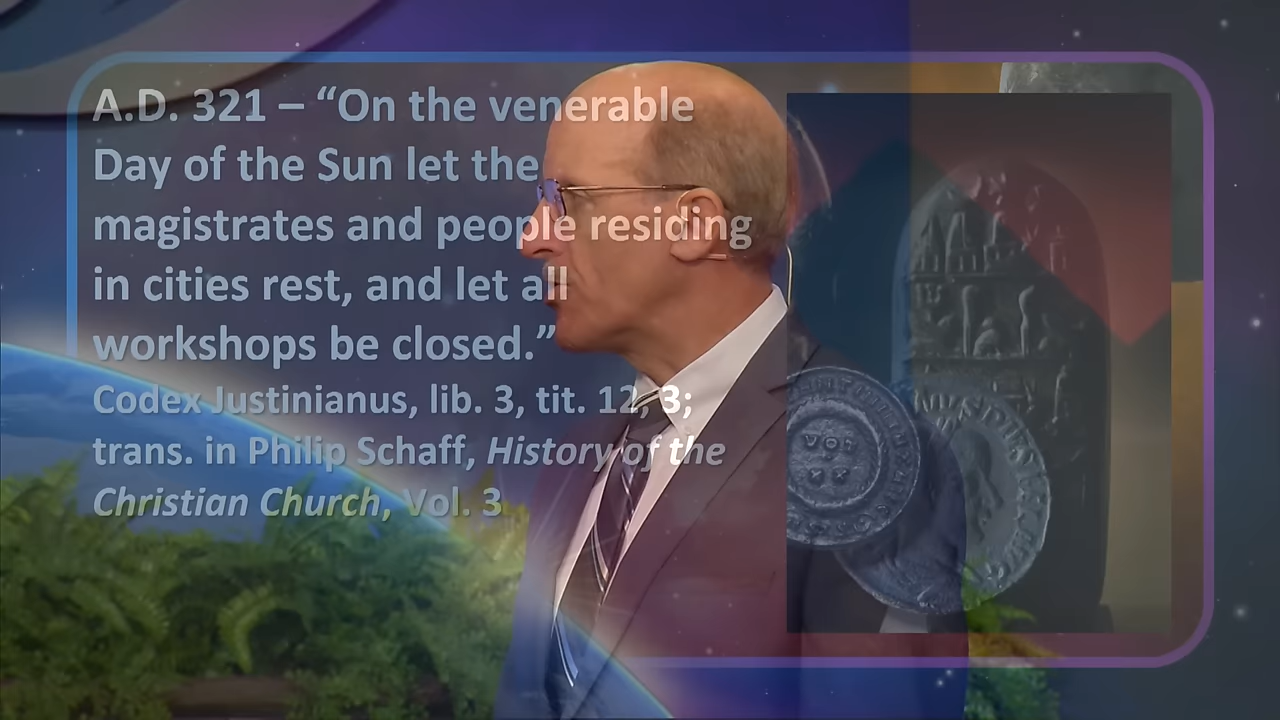 A.D. 321 – “On the venerable
Day of the Sun let the
magistrates and people residing
in cities rest, and let all
workshops be closed.”
Codex Justinianus, lib. 3, tit. 12, 3;
trans. in Philip Schaff, History of the
Christian Church, Vol. 3
VOT
XX